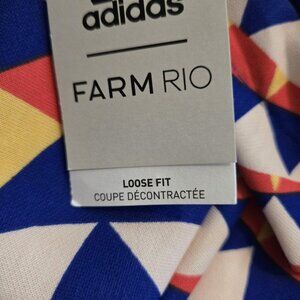 adidas
FARM RIO
LOOSE FIT
COUPE DÉCONTRACTÉE